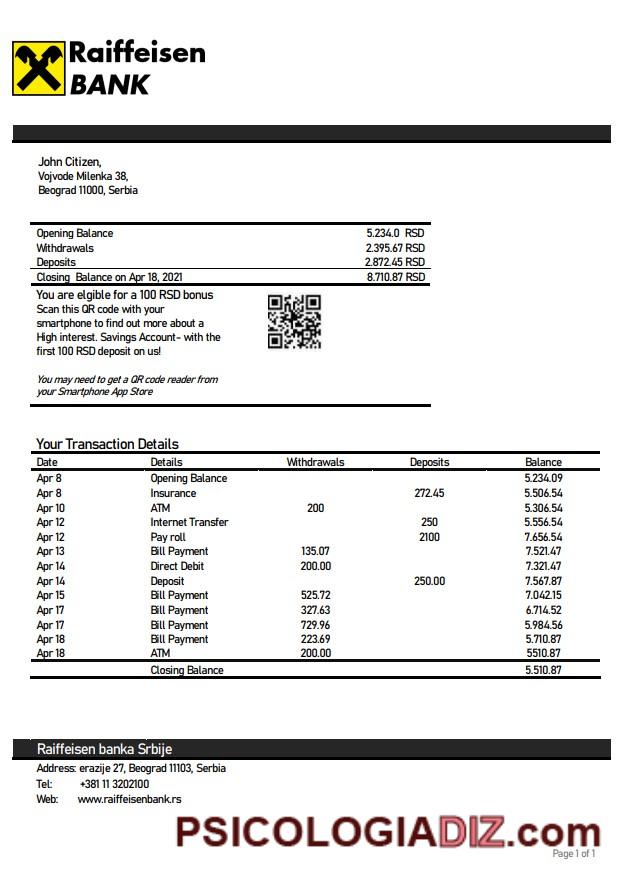 Raiffeisen
BANK
John Citizen,
Vojvode Milenka 38,
Beograd 11000, Serbia
Opening Balance 5.234.0 RSD
Withdrawals 2.395.67 RSD
Deposits 2.872.45 RSD
Closing Balance on Apr 18, 2021 8.710.87 RSD
You are elgible for a 100 RSD bonus
Scan this QR code with your
smartphone to find out more about a
High interest. Savings Account- with the
first 100 RSD deposit on us!
You may need to get a QR code reader from
your Smartphone App Store
Your Transaction Details
Date Details Withdrawals Deposits Balance
Apr 8 Opening Balance 5.234.09
Apr 8 Insurance 272.45 5.506.54
Apr 10 ATM 200 5.306.54
Apr 12 Internet Transfer 250 5.556.54
Apr 12 Pay roll 2100 7.656.54
Apr 13 Bill Payment 135.07 7.521.47
Apr 14 Direct Debit 200.00 7.321.47
Apr 14 Deposit 250.00 7.567.87
Apr 15 Bill Payment 525.72 7.042.15
Apr 17 Bill Payment 327.63 6.714.52
Apr 17 Bill Payment 729.96 5.984.56
Apr 18 Bill Payment 223.69 5.710.87
Apr 18 ATM 200.00 5510.87
Closing Balance 5.510.87
Raiffeisen banka Srbije
Address: erazije 27, Beograd 11103, Serbia
Tel: +381 11 3202100
Web: www.raiffeisenbank.rs
PSICOLOGIADIZ.com
Page 1 of 1